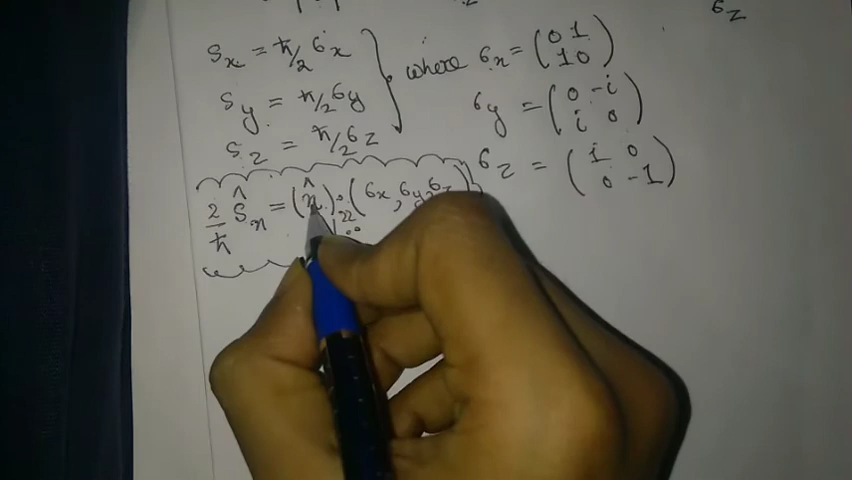 σz
Sx = ħ/2 σx
Sy = ħ/2 σy
Sz = ħ/2 σz
where σx = (0 1
1 0)
σy = (0 -i
i 0)
σz = (1 0
0 -1)
2/ħ Ŝn = (n̂).(σx, σy, σz)